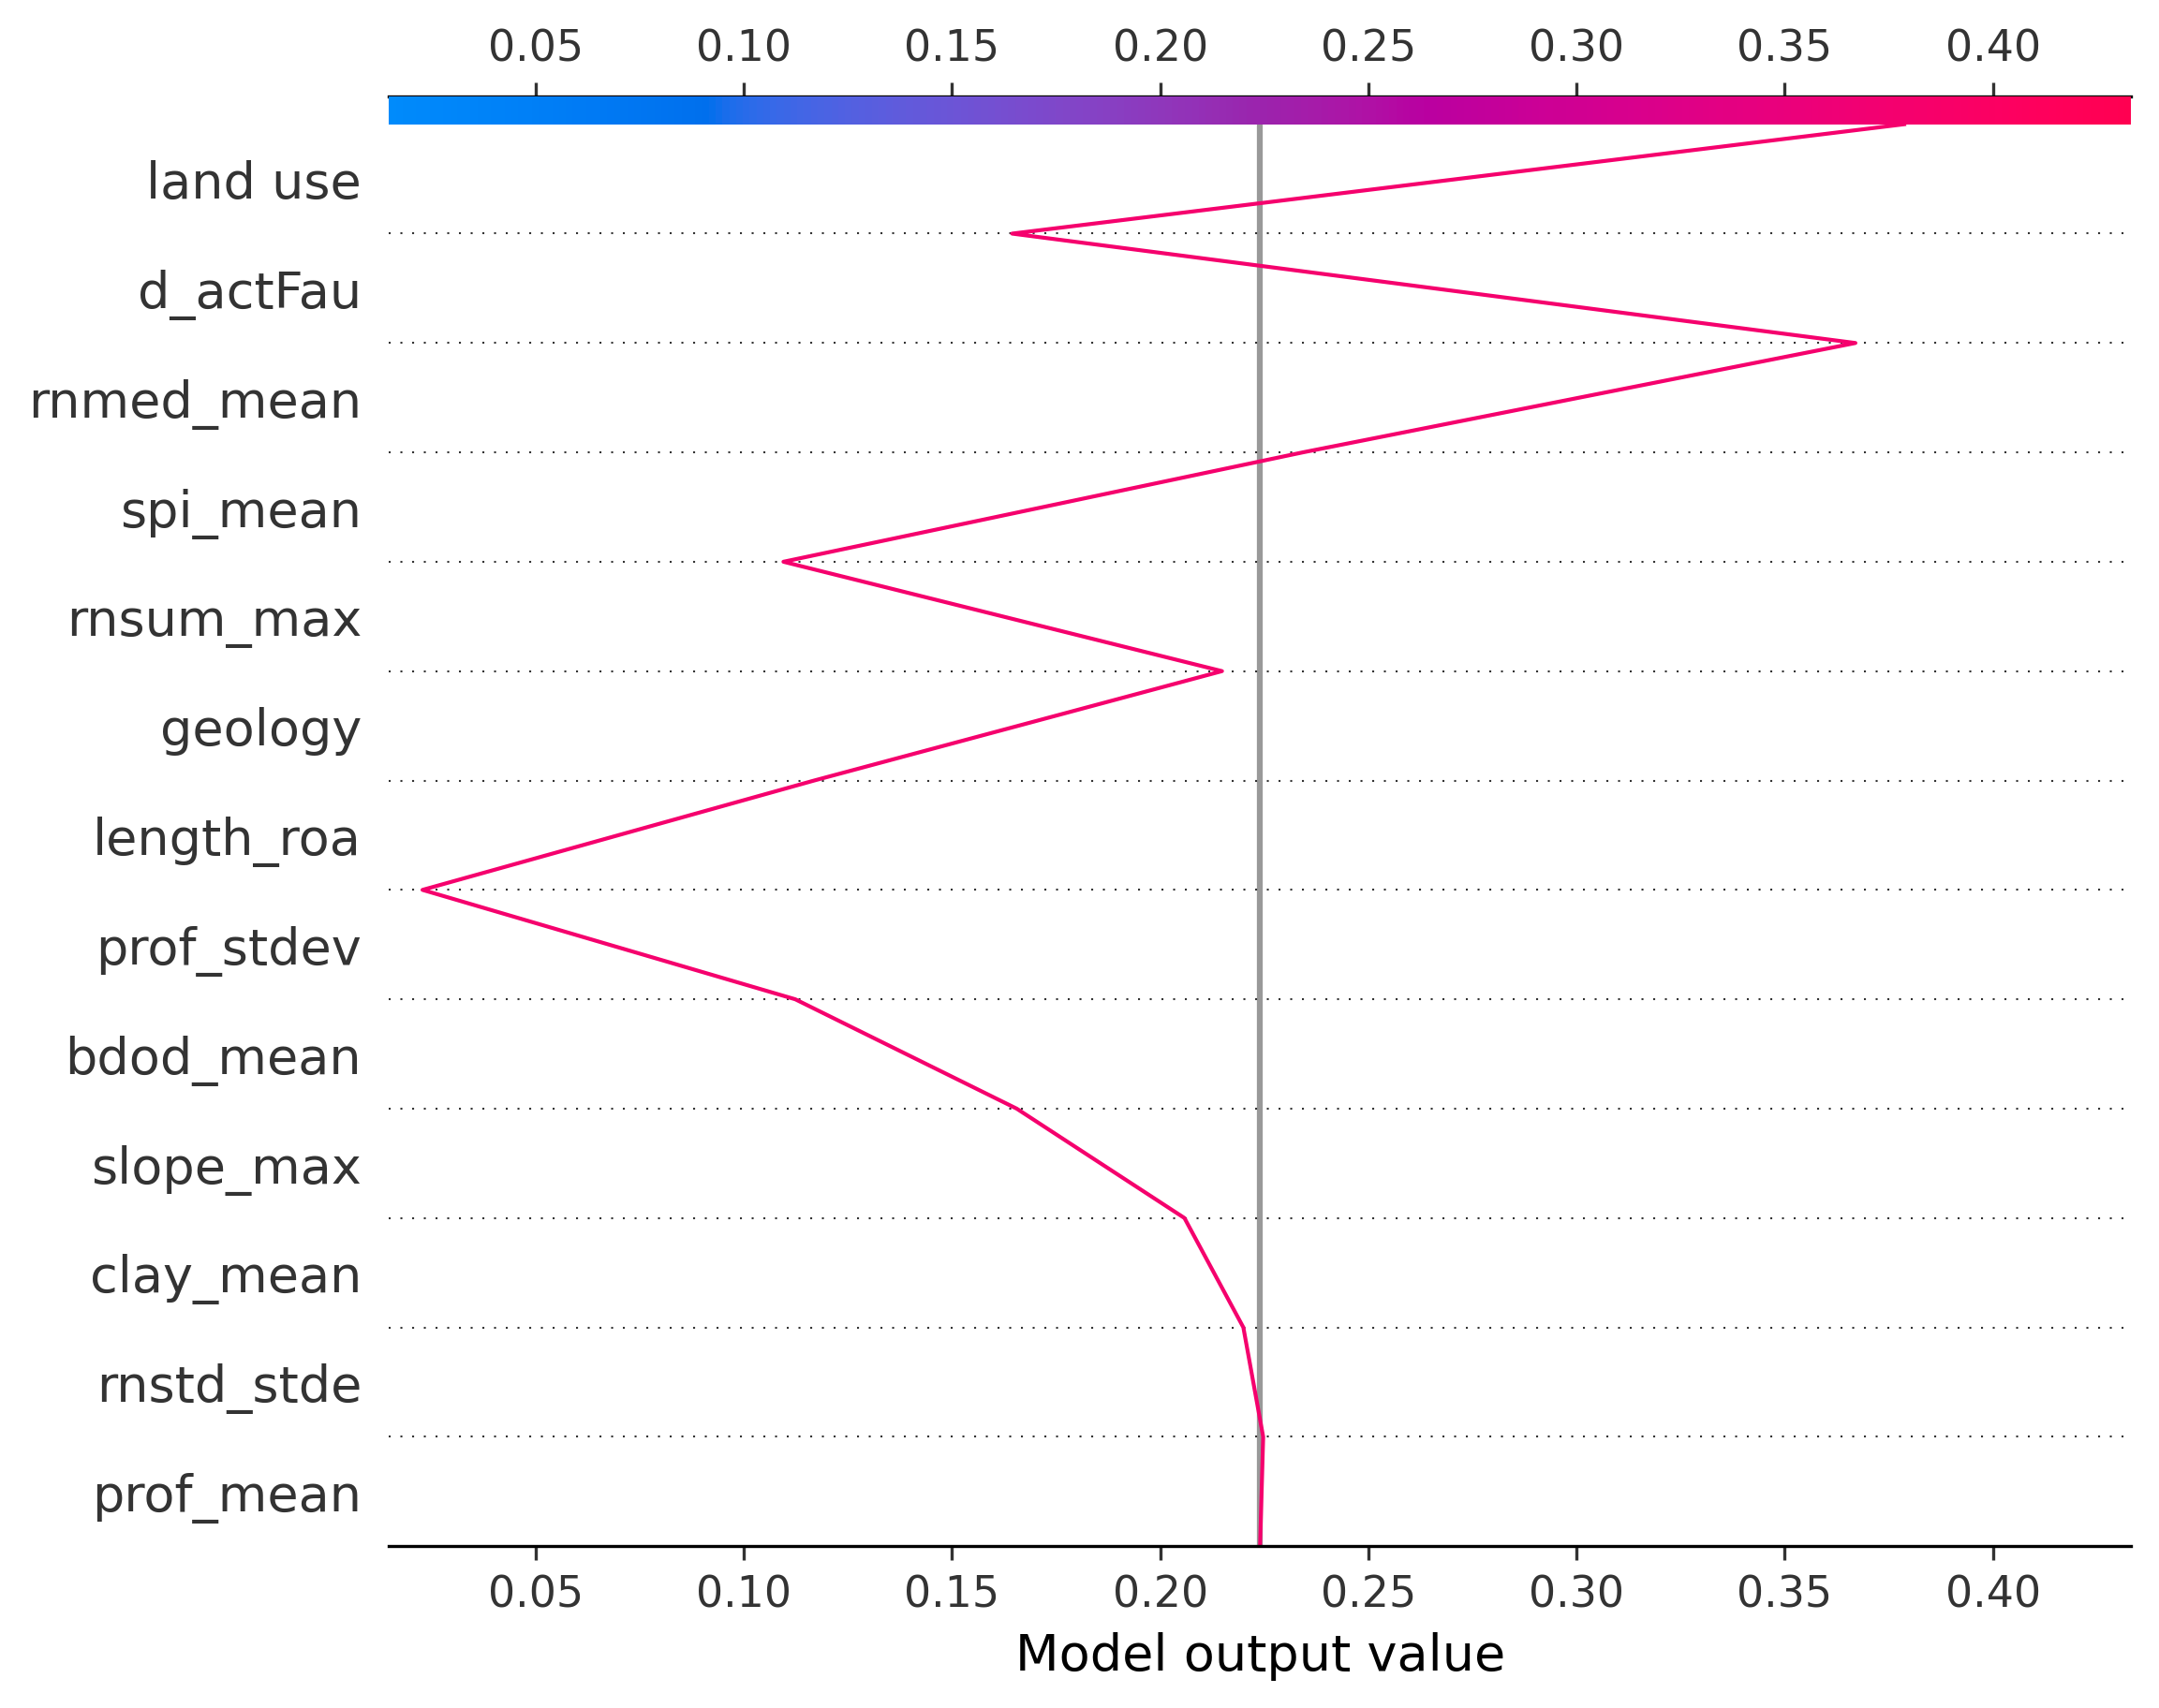 0.05 0.10 0.15 0.20 0.25 0.30 0.35 0.40
land use
d_actFau
rnmed_mean
spi_mean
rnsum_max
geology
length_roa
prof_stdev
bdod_mean
slope_max
clay_mean
rnstd_stde
prof_mean
0.05 0.10 0.15 0.20 0.25 0.30 0.35 0.40
Model output value